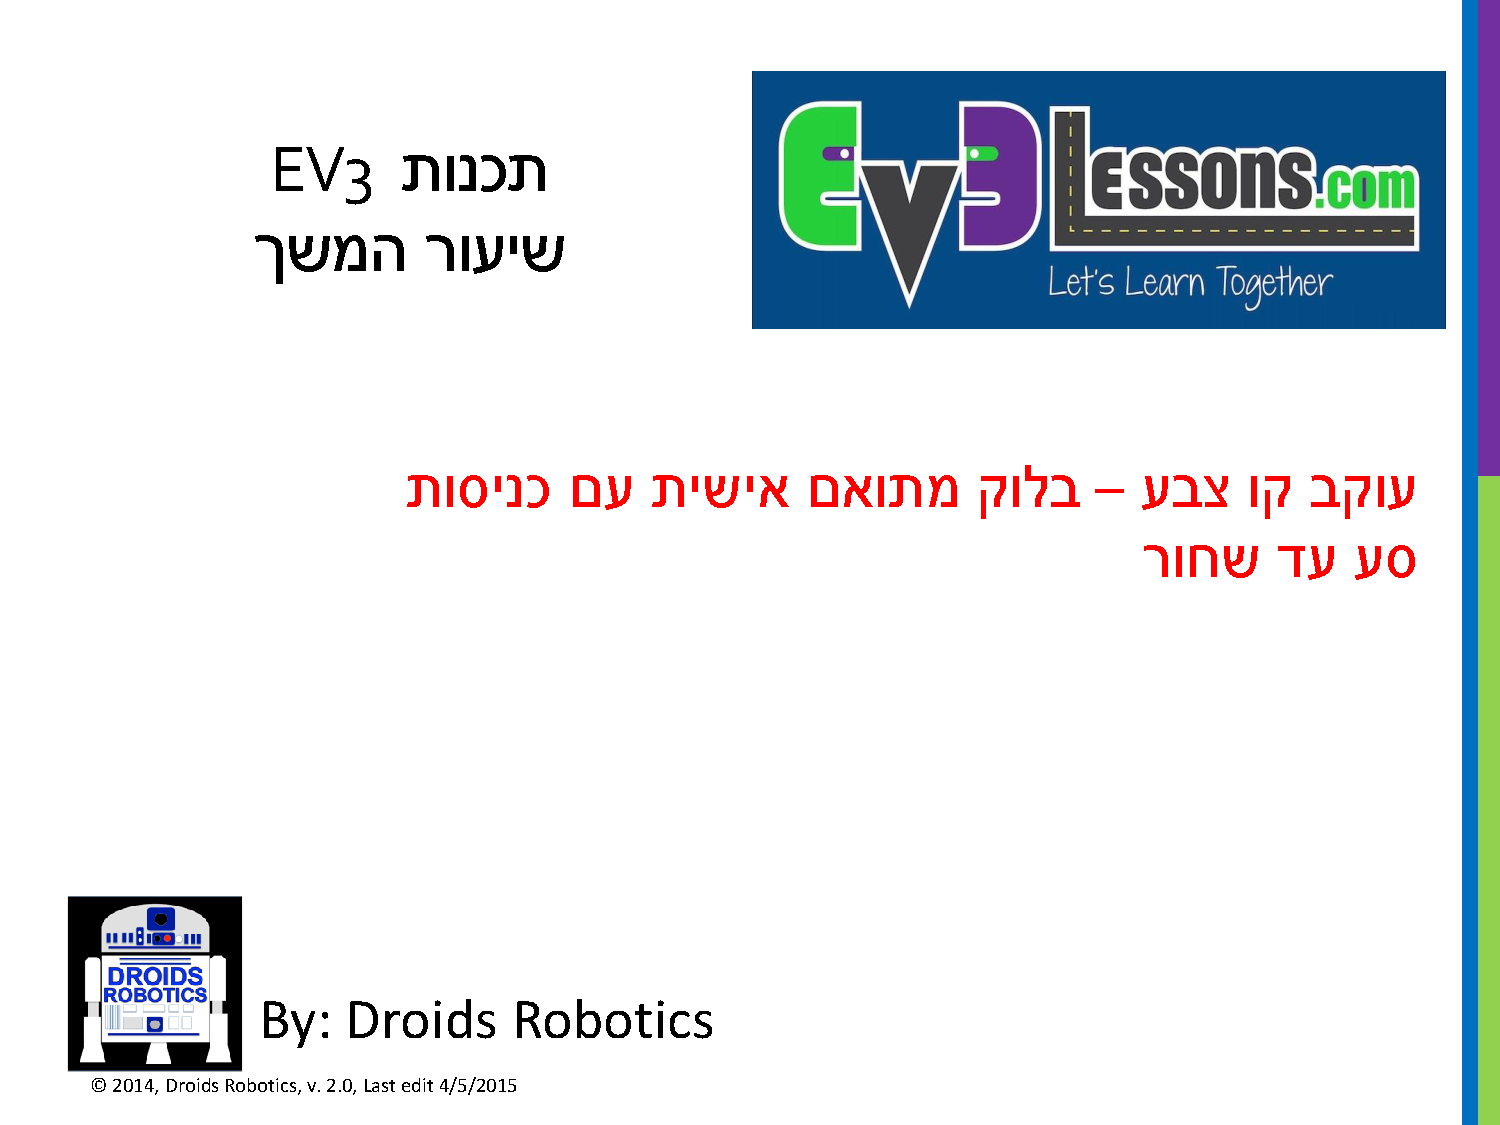 תכנות EV3
שיעור המשך
Ev3Lessons.com
Let's Learn Together
עוקב קו צבע – בלוק מתואם אישית עם כניסות
סע עד שחור
DROIDS
ROBOTICS
By: Droids Robotics
© 2014, Droids Robotics, v. 2.0, Last edit 4/5/2015